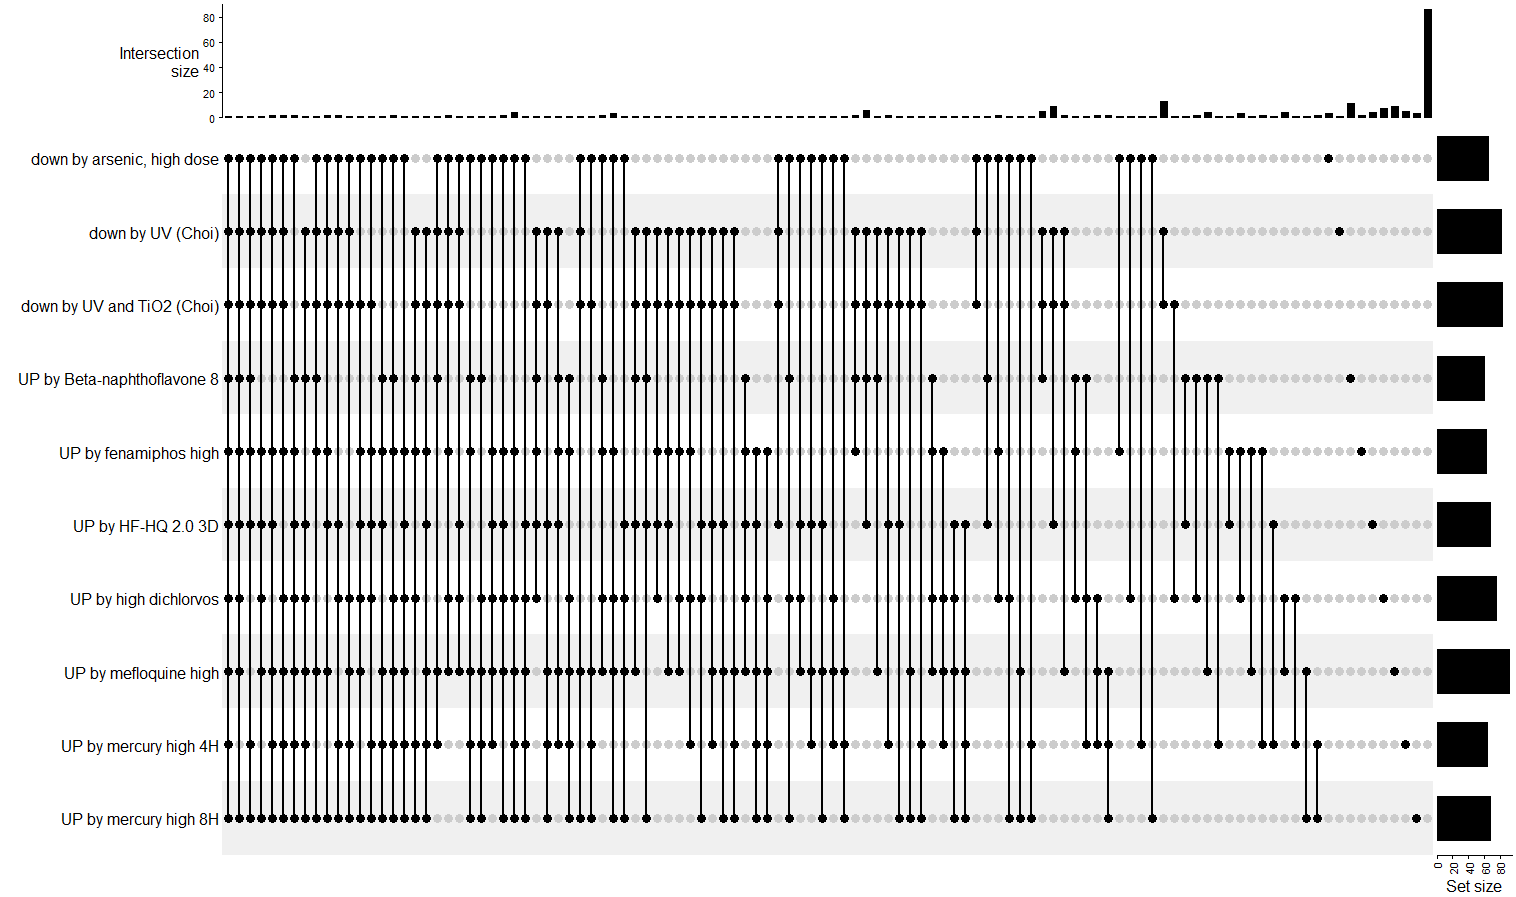 80
60
Intersection
size
40
20
0
down by arsenic, high dose
down by UV (Choi)
down by UV and TiO2 (Choi)
UP by Beta-naphthoflavone 8
UP by fenamiphos high
UP by HF-HQ 2.0 3D
UP by high dichlorvos
UP by mefloquine high
UP by mercury high 4H
UP by mercury high 8H
0 20 40 60 80
Set size